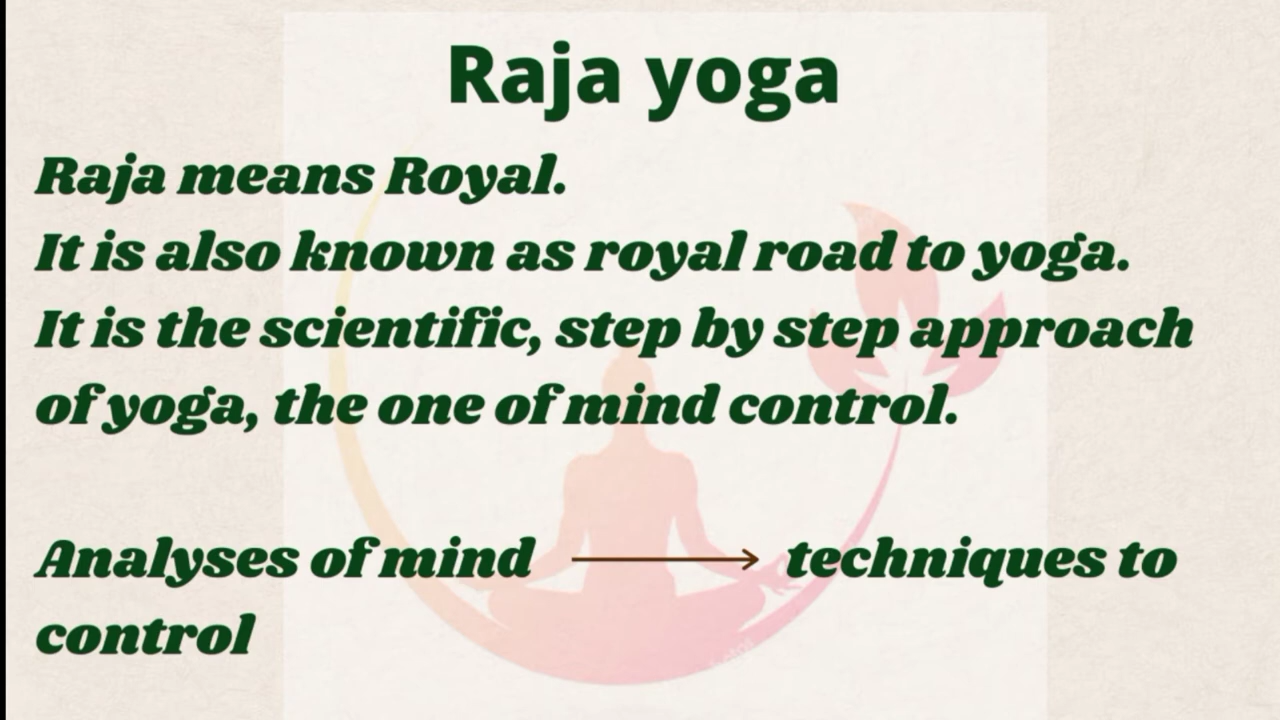 Raja yoga
Raja means Royal.
It is also known as royal road to yoga.
It is the scientific, step by step approach
of yoga, the one of mind control.
Analyses of mind → techniques to
control